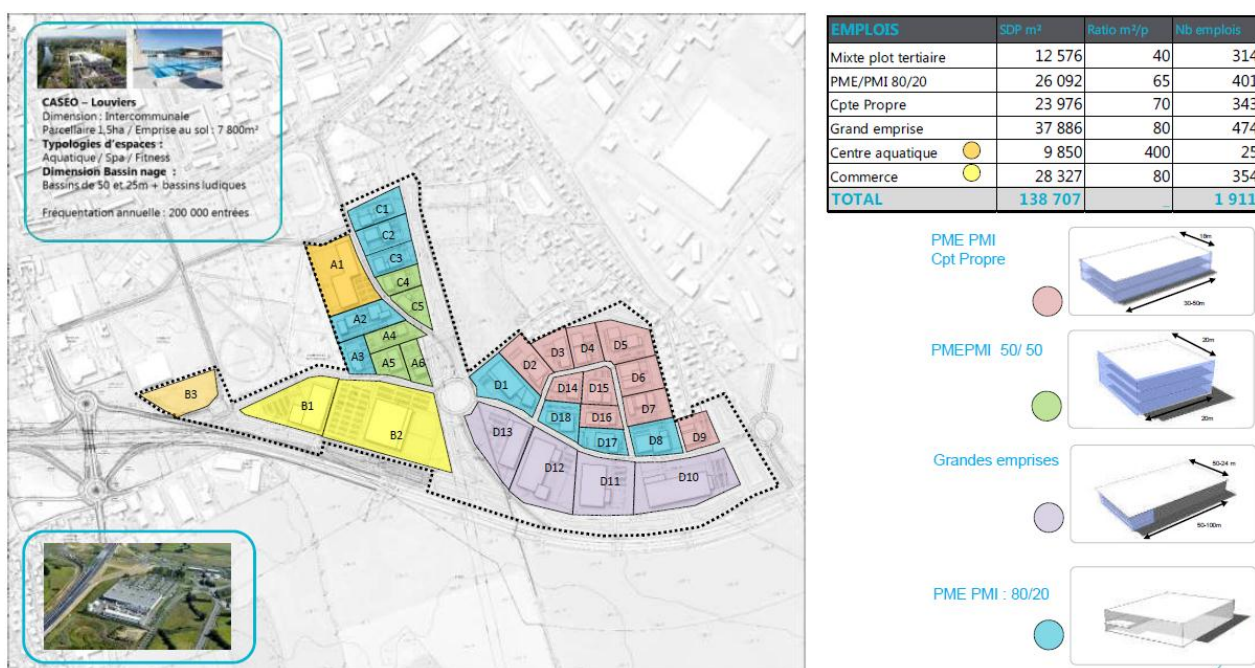 CASEO – Louviers
Dimension : Intercommunale
Parcellaire 1,5ha / Emprise au sol : 7 800m²
Typologies d'espaces :
Aquatique / Spa / Fitness
Dimension Bassin nage :
Bassins de 50 et 25m + bassins ludiques
Fréquentation annuelle : 200 000 entrées
EMPLOIS SDP m² Ratio m²/p Nb emplois
Mixte plot tertiaire 12 576 40 314
PME/PMI 80/20 26 092 65 401
Cpte Propre 23 976 70 343
Grand emprise 37 886 80 474
Centre aquatique 9 850 400 25
Commerce 28 327 80 354
TOTAL 138 707 _ 1 911
C1
C2
C3
C4
C5
A1
A2
A3
A4
A5
A6
B3
B1
B2
D1
D2
D3
D4
D5
D6
D7
D14
D15
D16
D18
D17
D8
D9
D13
D12
D11
D10
PME PMI
Cpt Propre
30-50m
PMEPMI 50/ 50
20m
20m
Grandes emprises
50-24 m
50-100m
PME PMI : 80/20